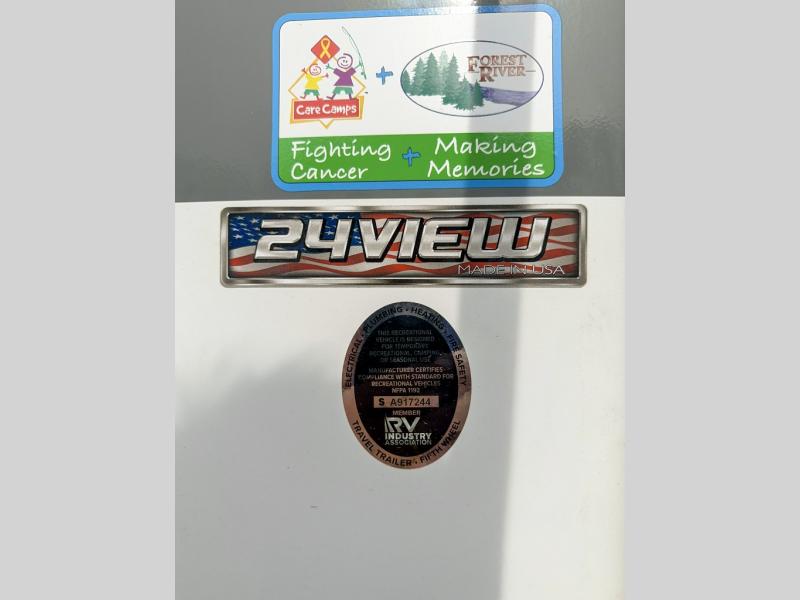 Care Camps
+
FOREST
RIVER
Fighting
Cancer
+
Making
Memories
24VIEW
MADE IN USA
ELECTRICAL • PLUMBING • HEATING • FIRE SAFETY
THIS RECREATIONAL
VEHICLE IS DESIGNED
FOR TEMPORARY
RECREATIONAL, CAMPING,
OR SEASONAL USE
MANUFACTURER CERTIFIES
COMPLIANCE WITH STANDARD FOR
RECREATIONAL VEHICLES
NFPA 1192
S A917244
MEMBER
RV
INDUSTRY
ASSOCIATION
TRAVEL TRAILER • FIFTH WHEEL